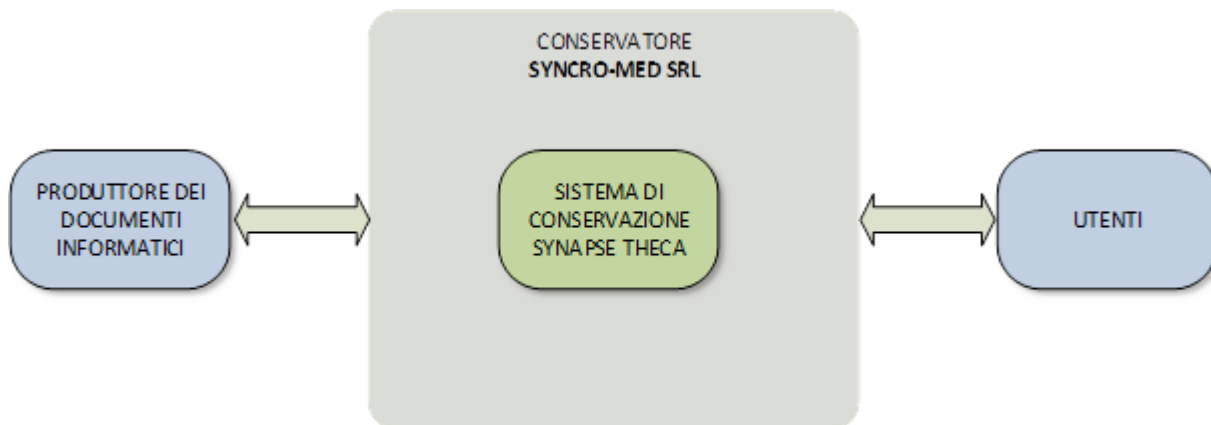 CONSERVATORE
SYNCRO-MED SRL
PRODUTTORE DEI
DOCUMENTI
INFORMATICI
SISTEMA DI
CONSERVAZIONE
SYNAPSE THECA
UTENTI